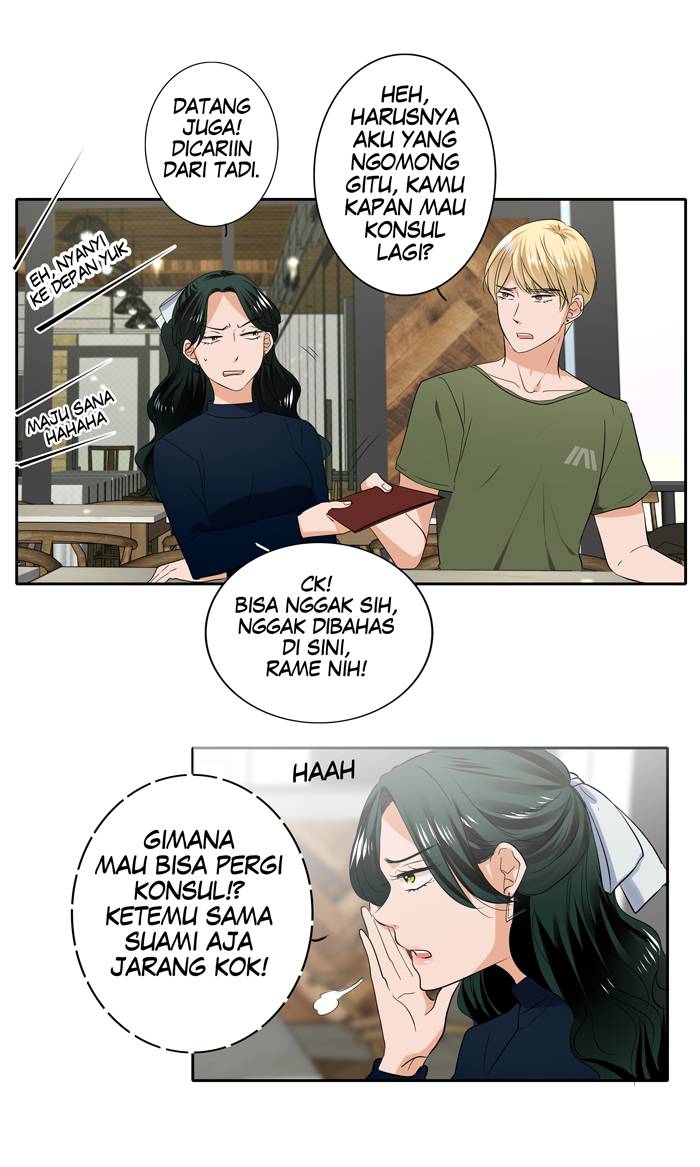 DATANG
JUGA!
DICARIIN
DARI TADI.
HEH,
HARUSNYA
AKU YANG
NGOMONG
GITU, KAMU
KAPAN MAU
KONSUL
LAGI?
EH, NYANYI
KE DEPAN YUK
MAJU SANA
HAHAHA
CK!
BISA NGGAK SIH,
NGGAK DIBAHAS
DI SINI,
RAME NIH!
HAAH
GIMANA
MAU BISA PERGI
KONSUL!?
KETEMU SAMA
SUAMI AJA
JARANG KOK!